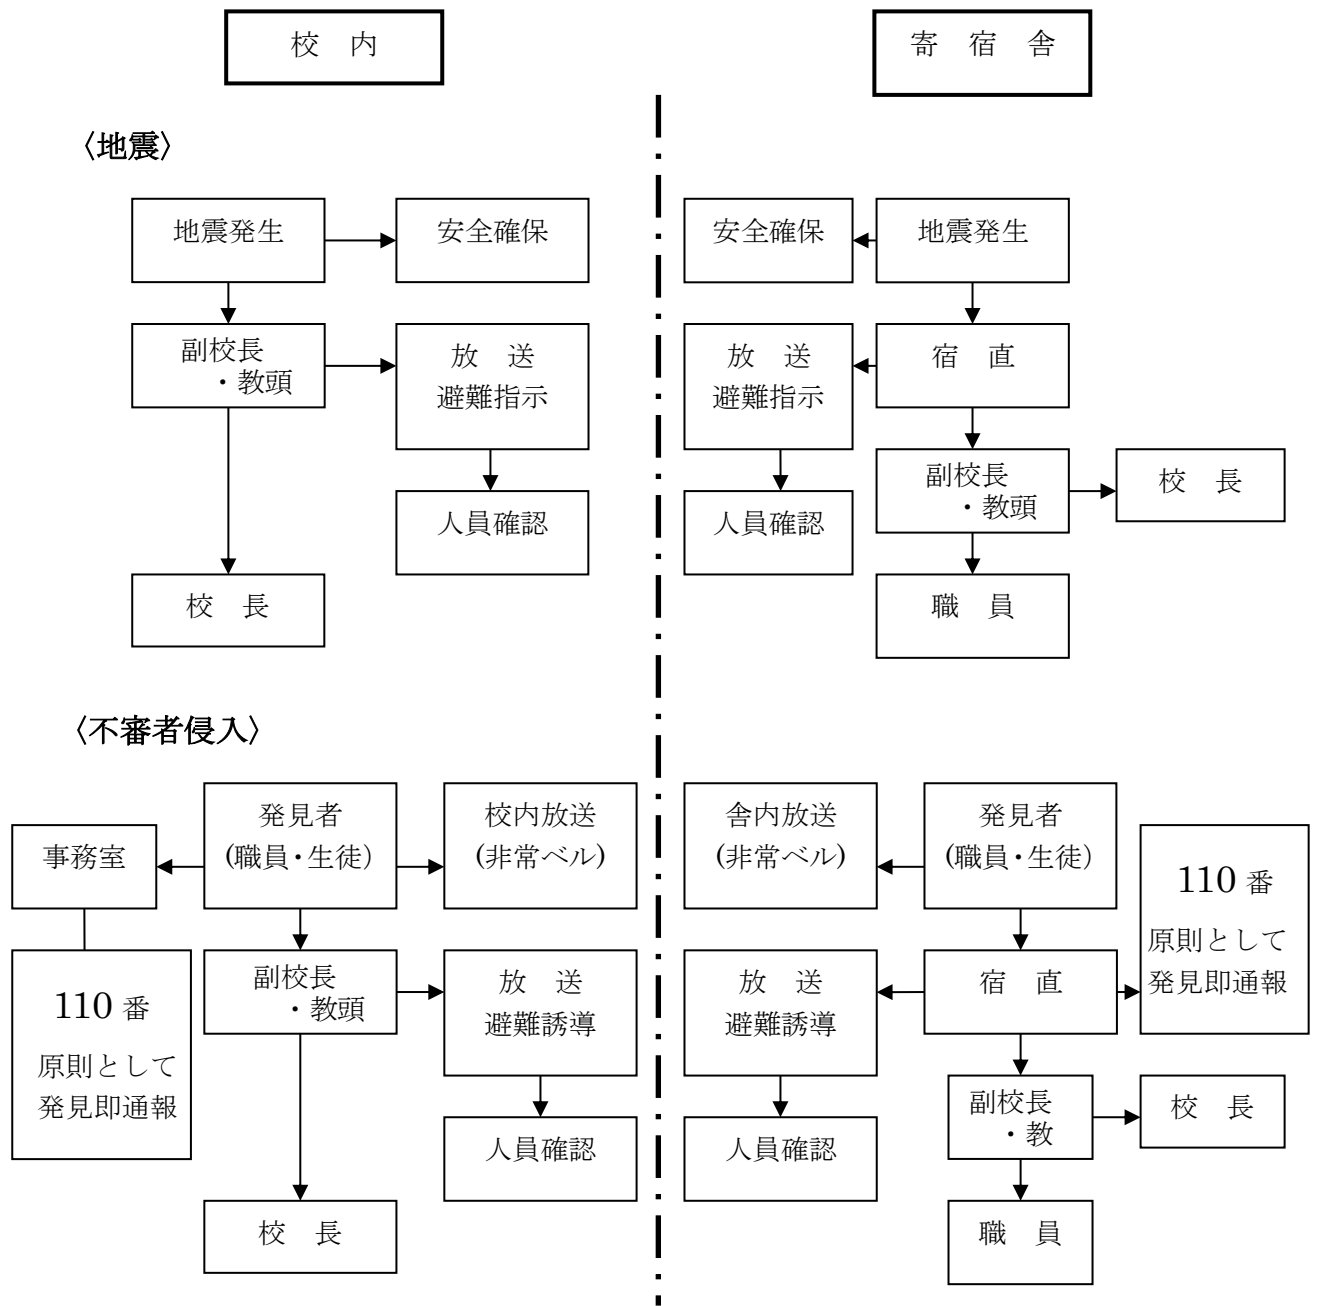 校　内
寄　宿　舎
〈地震〉
地震発生
安全確保
副校長
・教頭
放　送
避難指示
人員確認
校　長
安全確保
地震発生
放　送
避難指示
宿　直
人員確認
副校長
・教頭
校　長
職　員
〈不審者侵入〉
事務室
発見者
(職員・生徒)
校内放送
(非常ベル)
110 番
原則として
発見即通報
副校長
・教頭
放　送
避難誘導
人員確認
校　長
舎内放送
(非常ベル)
発見者
(職員・生徒)
110 番
原則として
発見即通報
放　送
避難誘導
宿　直
人員確認
副校長
・教
校　長
職　員